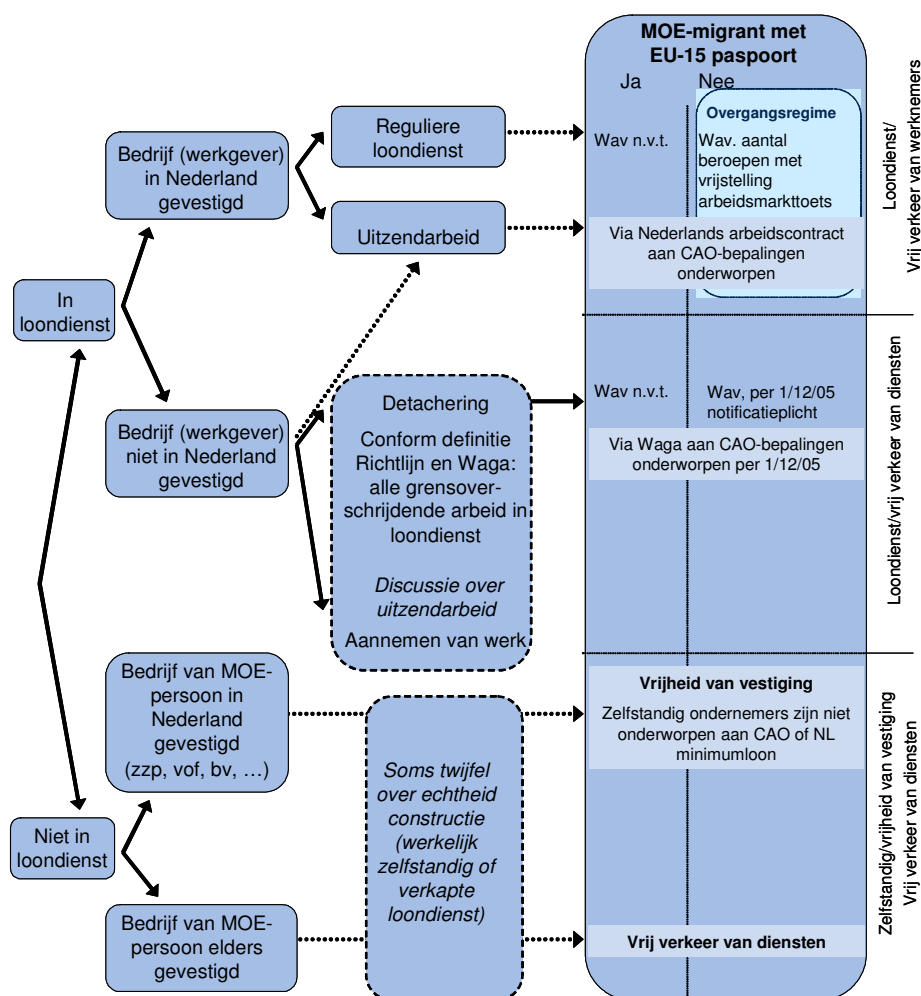 MOE-migrant met
EU-15 paspoort
Ja
Nee
Reguliere
loondienst
Bedrijf (werkgever)
in Nederland
gevestigd
Uitzendarbeid
Wav n.v.t.
Overgangsregime
Wav. aantal
beroepen met
vrijstelling
arbeidsmarkttoets
Via Nederlands arbeidscontract
aan CAO-bepalingen
onderworpen
Loondienst/
Vrij verkeer van werknemers
In
loondienst
Bedrijf (werkgever)
niet in Nederland
gevestigd
Detachering
Conform definitie
Richtlijn en Waga:
alle grensover-
schrijdende arbeid in
loondienst
Discussie over
uitzendarbeid
Aannemen van werk
Wav n.v.t.
Wav, per 1/12/05
notificatieplicht
Via Waga aan CAO-bepalingen
onderworpen per 1/12/05
Loondienst/vrij verkeer van diensten
Bedrijf van MOE-
persoon in
Nederland
gevestigd
(zzp, vof, bv, …)
Niet in
loondienst
Bedrijf van MOE-
persoon elders
gevestigd
Soms twijfel
over echtheid
constructie
(werkelijk
zelfstandig of
verkapte
loondienst)
Vrijheid van vestiging
Zelfstandig ondernemers zijn niet
onderworpen aan CAO of NL
minimumloon
Vrij verkeer van diensten
Zelfstandig/vrijheid van vestiging
Vrij verkeer van diensten